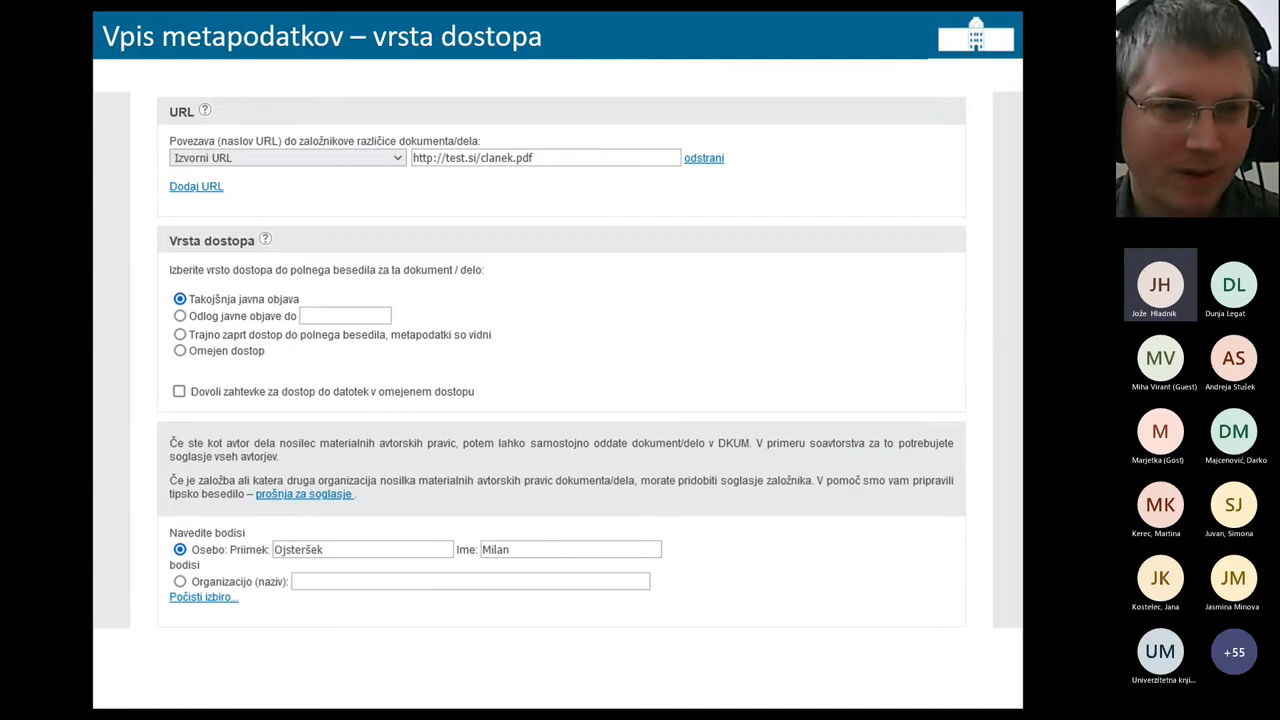 Vpis metapodatkov – vrsta dostopa
URL ?
Povezava (naslov URL) do založnikove različice dokumenta/dela:
Izvorni URL http://test.si/clanek.pdf odstrani
Dodaj URL
Vrsta dostopa ?
Izberite vrsto dostopa do polnega besedila za ta dokument / delo:
Takojšnja javna objava
Odlog javne objave do
Trajno zaprt dostop do polnega besedila, metapodatki so vidni
Omejen dostop
Dovoli zahtevke za dostop do datotek v omejenem dostopu
Če ste kot avtor dela nosilec materialnih avtorskih pravic, potem lahko samostojno oddate dokument/delo v DKUM. V primeru soavtorstva za to potrebujete
soglasje vseh avtorjev.
Če je založba ali katera druga organizacija nosilka materialnih avtorskih pravic dokumenta/dela, morate pridobiti soglasje založnika. V pomoč smo vam pripravili
tipsko besedilo – prošnja za soglasje .
Navedite bodisi
Osebo: Priimek: Ojsteršek Ime: Milan
bodisi
Organizacijo (naziv):
Počisti izbiro...
JH DL
Jože Hladnik Dunja Legat
MV AS
Miha Virant (Guest) Andreja Stušek
M DM
Marjetka (Gost) Majcenović, Darko
MK SJ
Kerec, Martina Juvan, Simona
JK JM
Kostelec, Jana Jasmina Minova
UM +55
Univerzitetna knji...